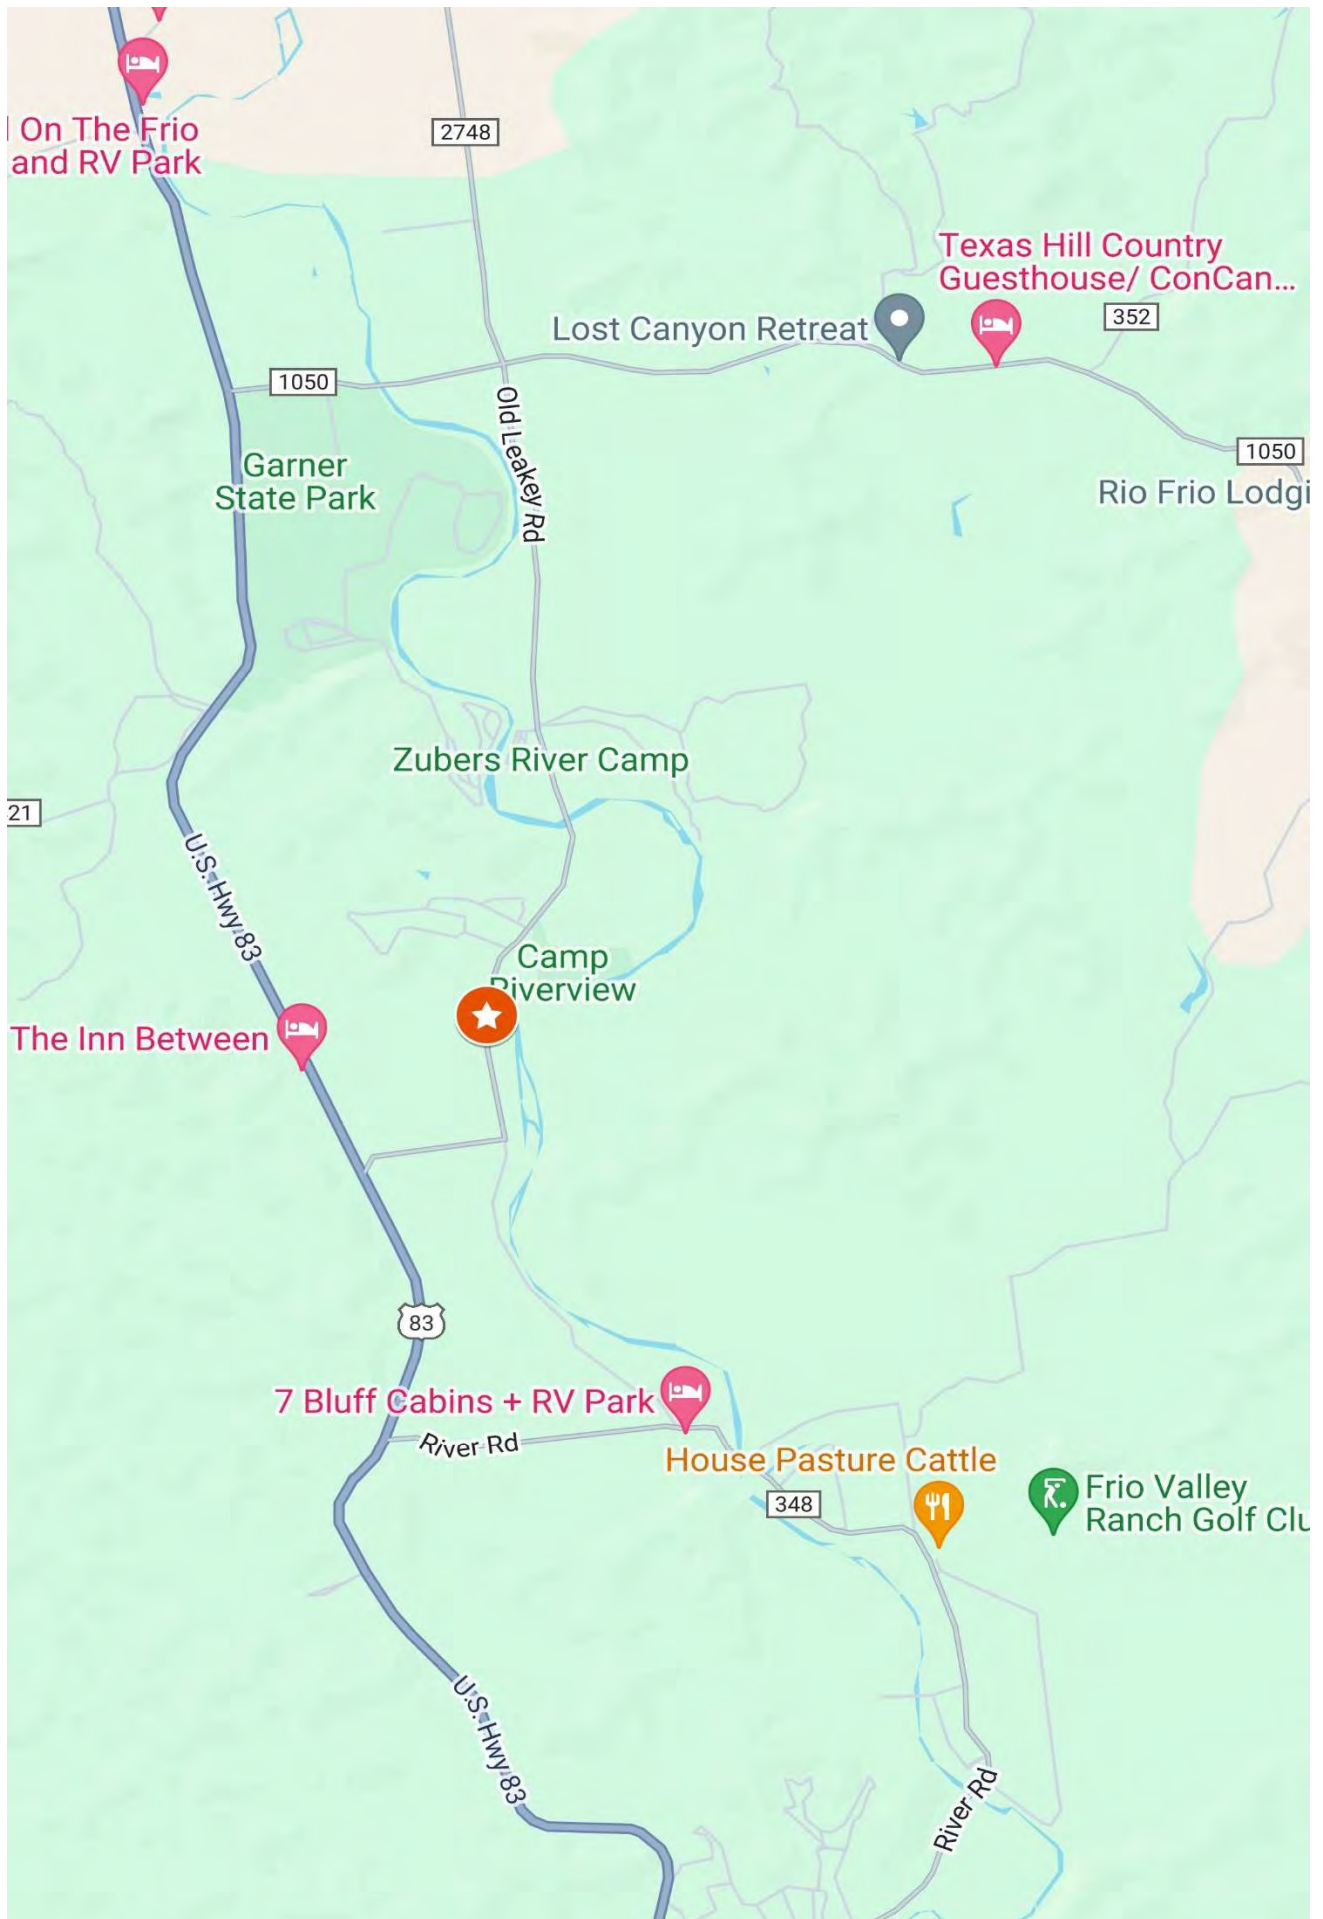 l On The Frio
and RV Park
2748
Texas Hill Country
Guesthouse/ ConCan...
352
Lost Canyon Retreat
1050
Old Leakey Rd
1050
Garner
State Park
Rio Frio Lodgi
Zubers River Camp
21
U.S. Hwy 83
Camp
Riverview
The Inn Between
83
7 Bluff Cabins + RV Park
River Rd
House Pasture Cattle
348
Frio Valley
Ranch Golf Clu
U.S. Hwy 83
River Rd